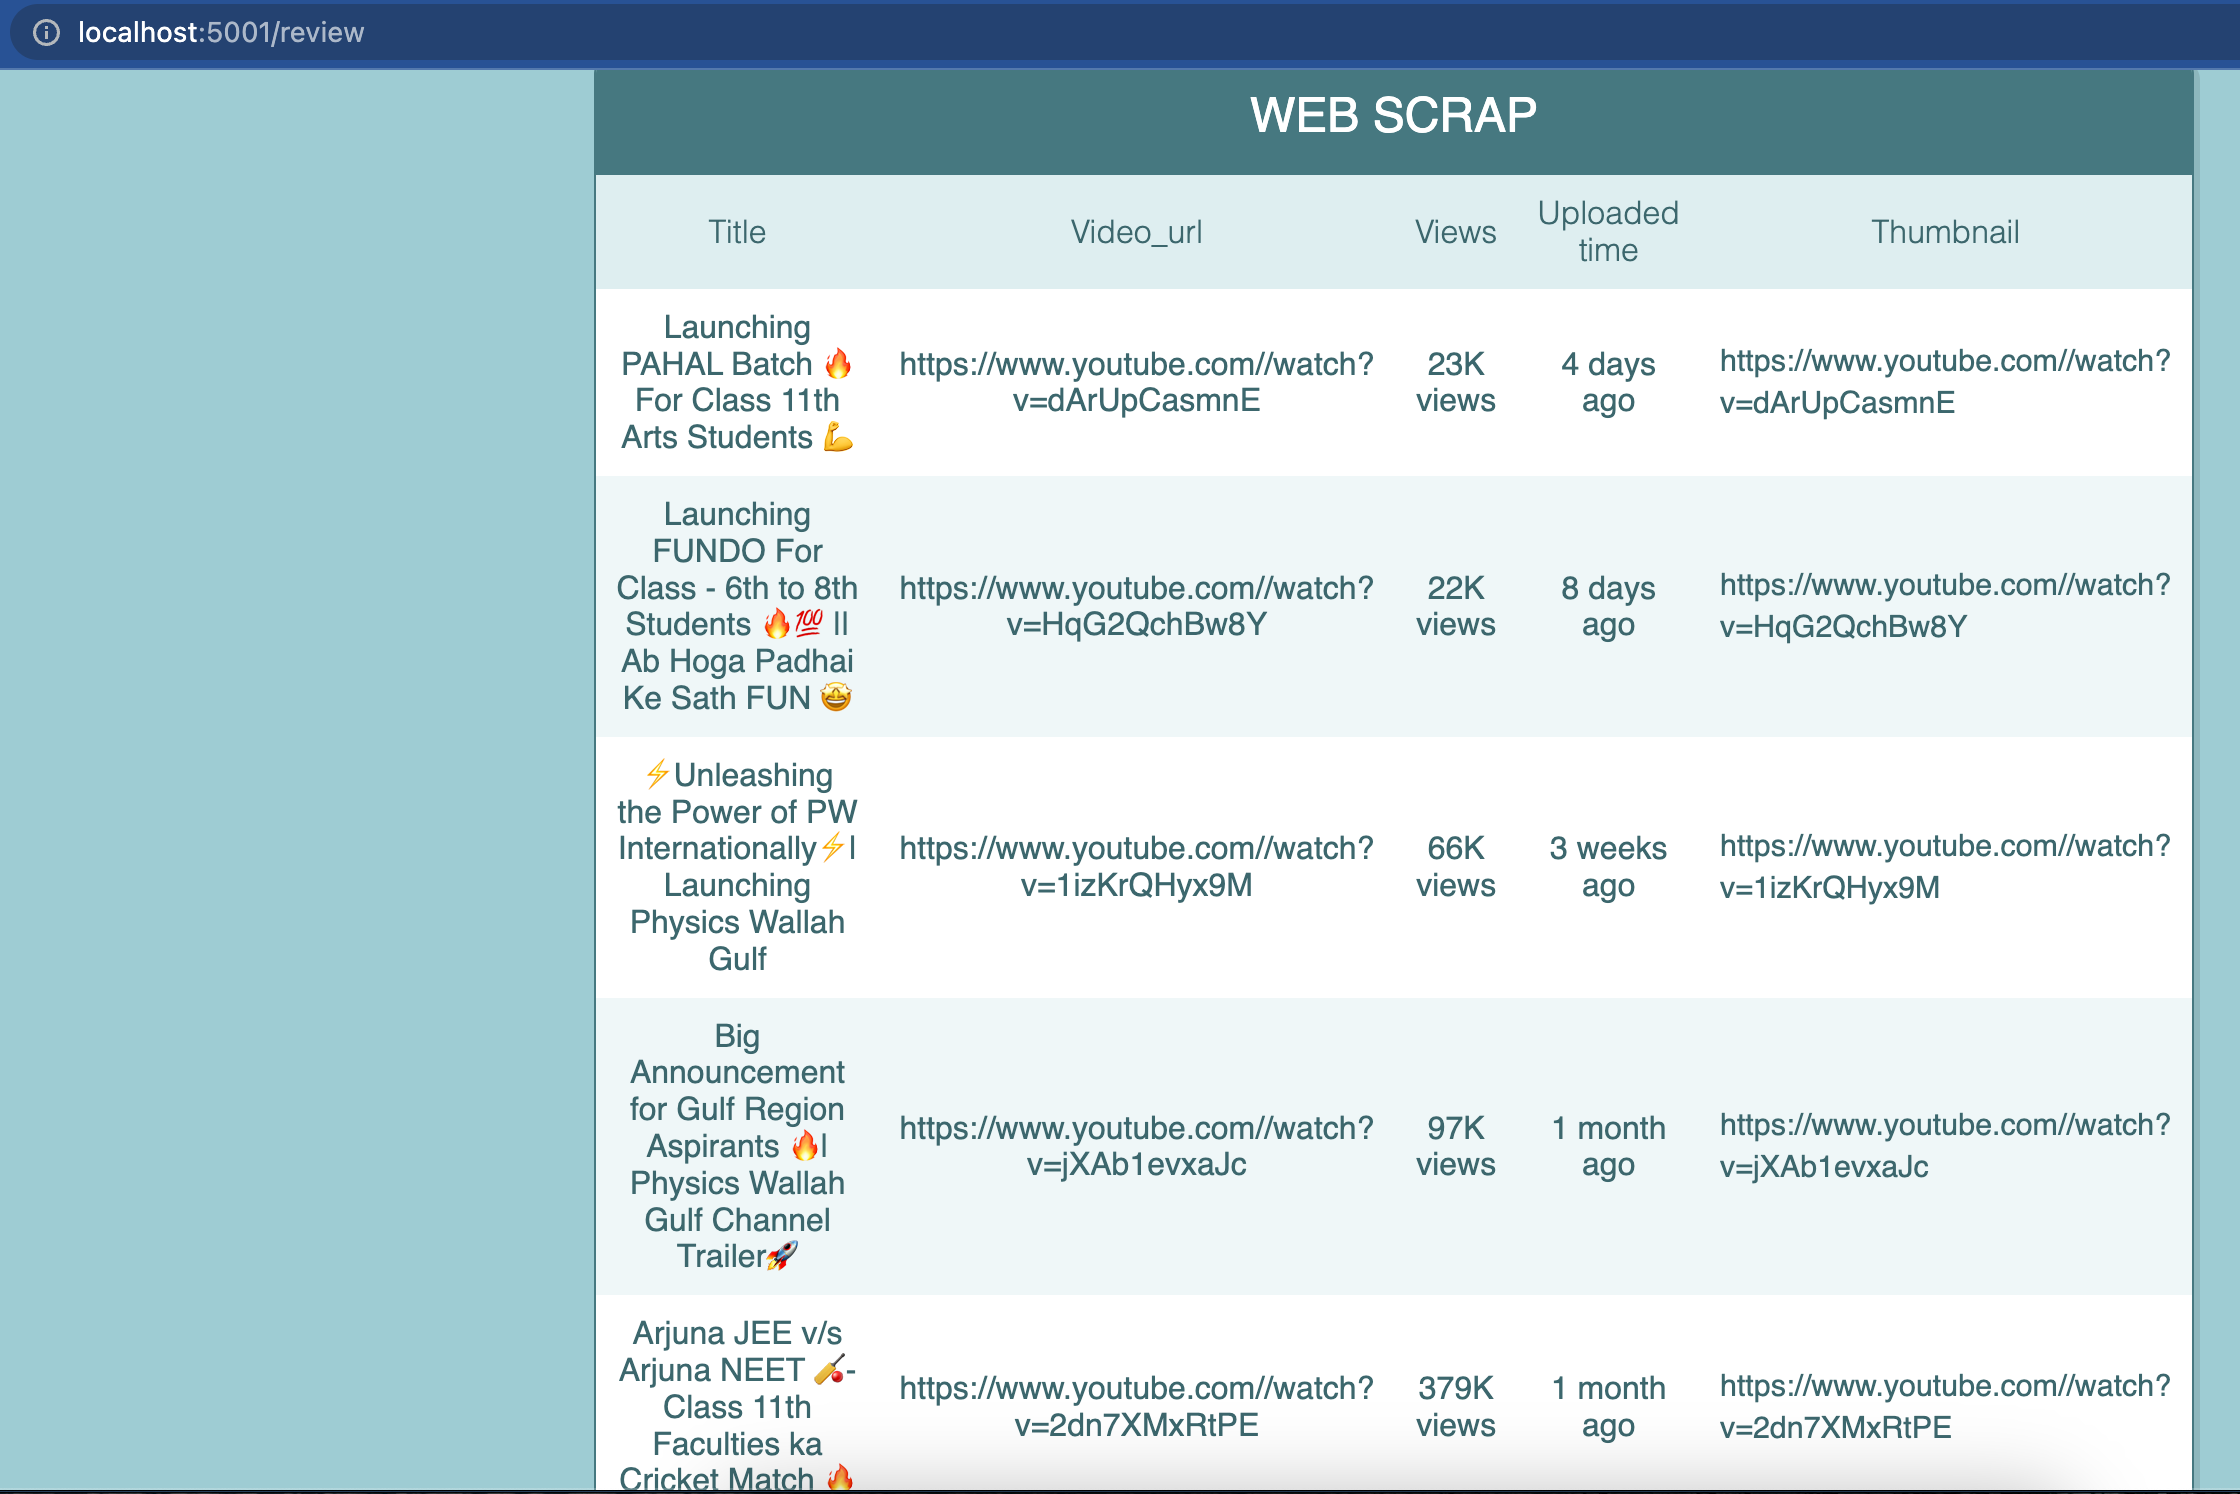 localhost:5001/review
WEB SCRAP
Title
Video_url
Views
Uploaded
time
Thumbnail
Launching
PAHAL Batch 🔥
For Class 11th
Arts Students 💪
https://www.youtube.com//watch?
v=dArUpCasmnE
23K
views
4 days
ago
https://www.youtube.com//watch?
v=dArUpCasmnE
Launching
FUNDO For
Class - 6th to 8th
Students 🔥💯 ll
Ab Hoga Padhai
Ke Sath FUN 🤩
https://www.youtube.com//watch?
v=HqG2QchBw8Y
22K
views
8 days
ago
https://www.youtube.com//watch?
v=HqG2QchBw8Y
⚡Unleashing
the Power of PW
Internationally⚡l
Launching
Physics Wallah
Gulf
https://www.youtube.com//watch?
v=1izKrQHyx9M
66K
views
3 weeks
ago
https://www.youtube.com//watch?
v=1izKrQHyx9M
Big
Announcement
for Gulf Region
Aspirants 🔥l
Physics Wallah
Gulf Channel
Trailer🚀
https://www.youtube.com//watch?
v=jXAb1evxaJc
97K
views
1 month
ago
https://www.youtube.com//watch?
v=jXAb1evxaJc
Arjuna JEE v/s
Arjuna NEET 🏏-
Class 11th
Faculties ka
Cricket Match 🔥
https://www.youtube.com//watch?
v=2dn7XMxRtPE
379K
views
1 month
ago
https://www.youtube.com//watch?
v=2dn7XMxRtPE